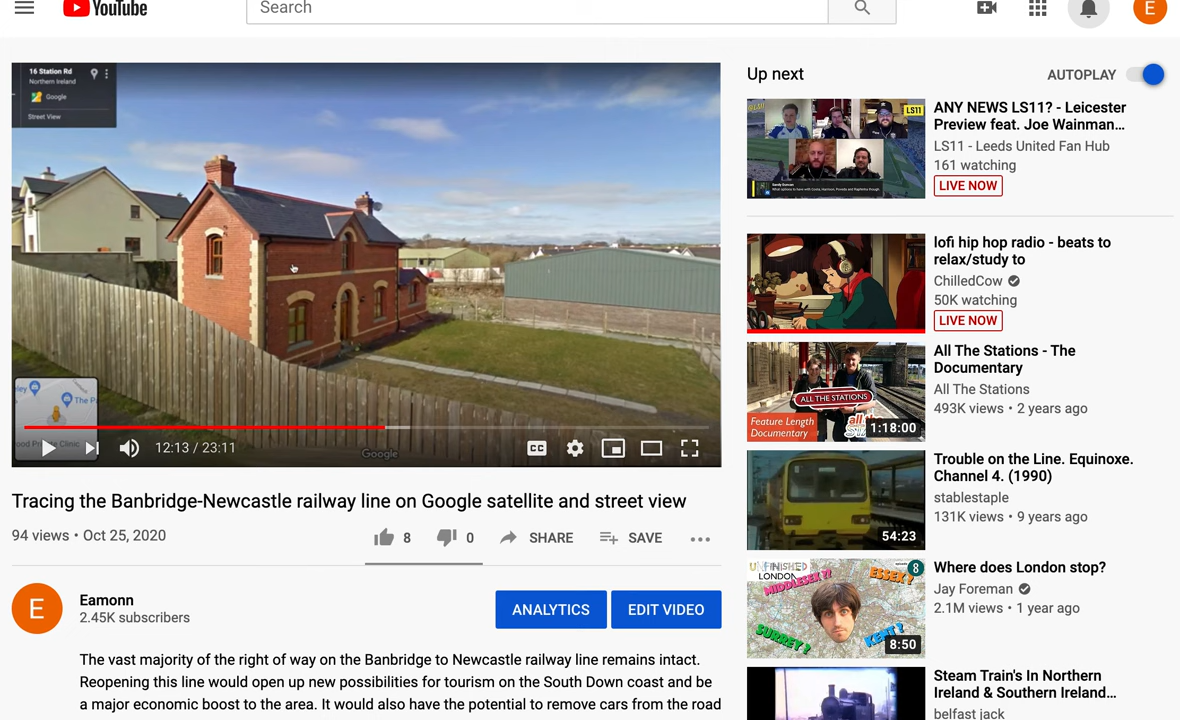 YouTube
Search
E
16 Station Rd
Northern Ireland
Google
Street View
12:13 / 23:11
CC
Google
Tracing the Banbridge-Newcastle railway line on Google satellite and street view
94 views • Oct 25, 2020
8
0
SHARE
SAVE
E
Eamonn
2.45K subscribers
ANALYTICS
EDIT VIDEO
The vast majority of the right of way on the Banbridge to Newcastle railway line remains intact.
Reopening this line would open up new possibilities for tourism on the South Down coast and be
a major economic boost to the area. It would also have the potential to remove cars from the road
Up next
AUTOPLAY
LS11
ANY NEWS LS11? - Leicester
Preview feat. Joe Wainman...
LS11 - Leeds United Fan Hub
161 watching
LIVE NOW
lofi hip hop radio - beats to
relax/study to
ChilledCow
50K watching
LIVE NOW
ALL THE STATIONS
Feature Length
Documentary
1:18:00
All The Stations - The
Documentary
All The Stations
493K views • 2 years ago
54:23
Trouble on the Line. Equinoxe.
Channel 4. (1990)
stablestaple
131K views • 9 years ago
UNFINISHED
LONDON
8
MIDDLESEX??
ESSEX?
SURREY?
KENT?
8:50
Where does London stop?
Jay Foreman
2.1M views • 1 year ago
Steam Train's In Northern
Ireland & Southern Ireland...
belfast jack